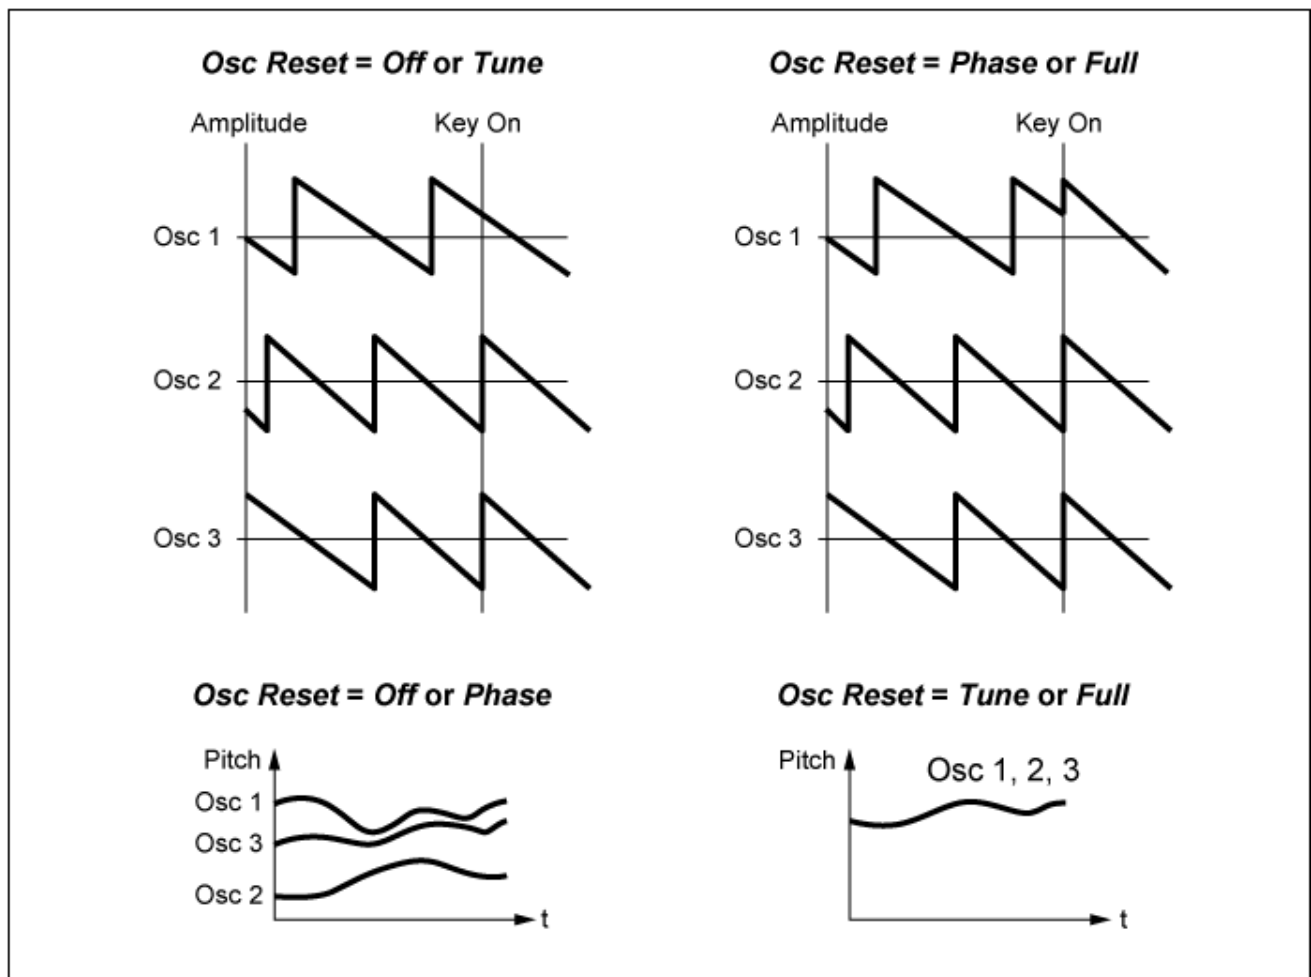 Osc Reset = Off or Tune
Amplitude
Key On
Osc 1
Osc 2
Osc 3
Osc Reset = Phase or Full
Amplitude
Key On
Osc 1
Osc 2
Osc 3
Osc Reset = Off or Phase
Pitch
Osc 1
Osc 3
Osc 2
t
Osc Reset = Tune or Full
Pitch
Osc 1, 2, 3
t